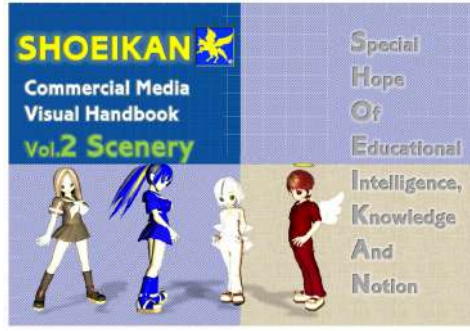 SHOEIKAN
Commercial Media
Visual Handbook
Vol.2 Scenery
Special
Hope
Of
Educational
Intelligence,
Knowledge
And
Notion